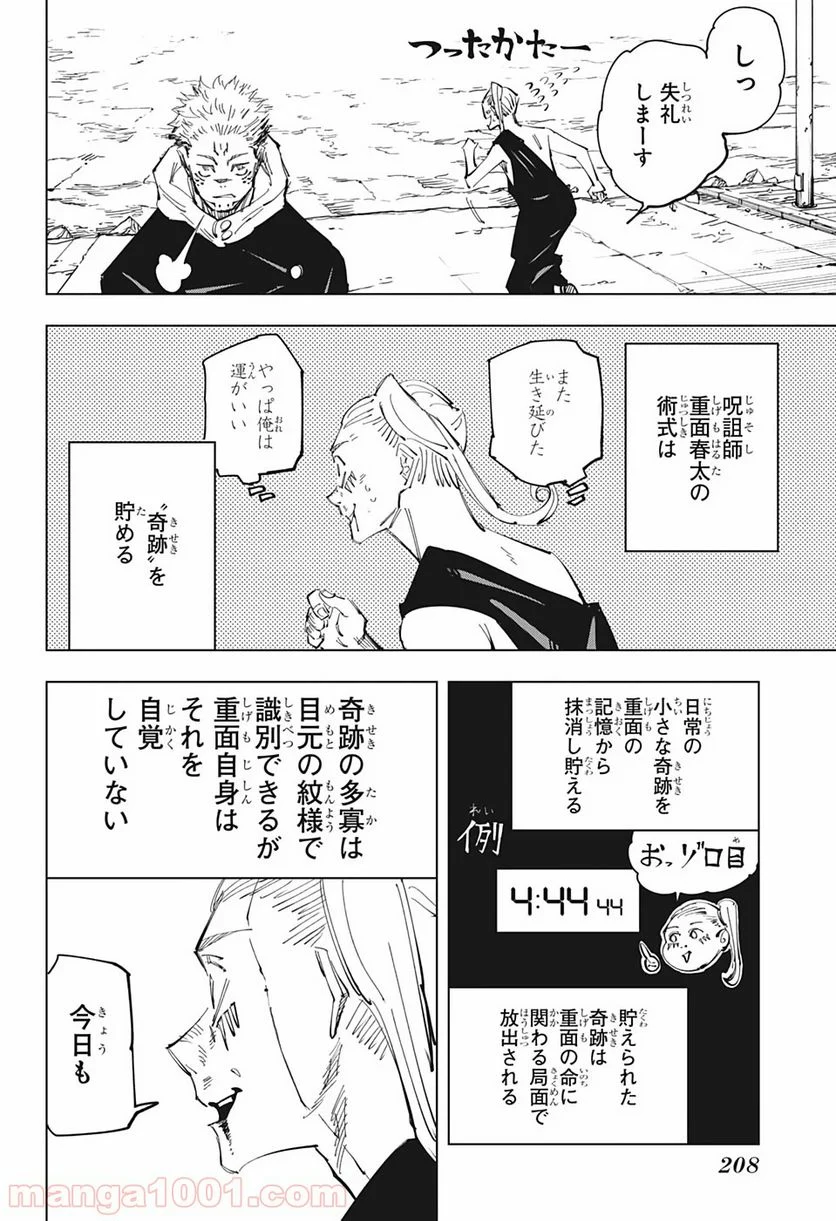 しっ
失礼
しまーす
つったかたー
呪詛師
重面春太の
術式は
また
生き延びた
やっぱ俺は
運がいい
〝奇跡〟を
貯める
日常の
小さな奇跡を
重面の
記憶から
抹消し貯える
例
おっゾロ目
4:44 44
貯えられた
奇跡は
重面の命に
関わる局面で
放出される
奇跡の多寡は
目元の紋様で
識別できるが
重面自身は
それを
自覚
していない
今日も
208
manga1001.com